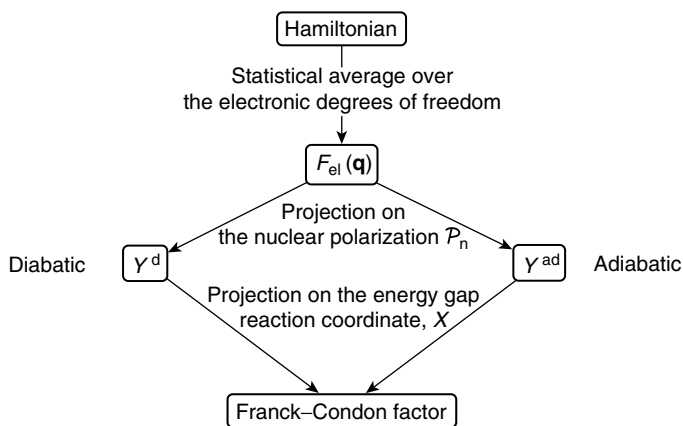 Hamiltonian
Statistical average over
the electronic degrees of freedom
F_el (q)
Projection on
the nuclear polarization 𝒫_n
Diabatic Y^d Y^ad Adiabatic
Projection on the energy gap
reaction coordinate, X
Franck–Condon factor